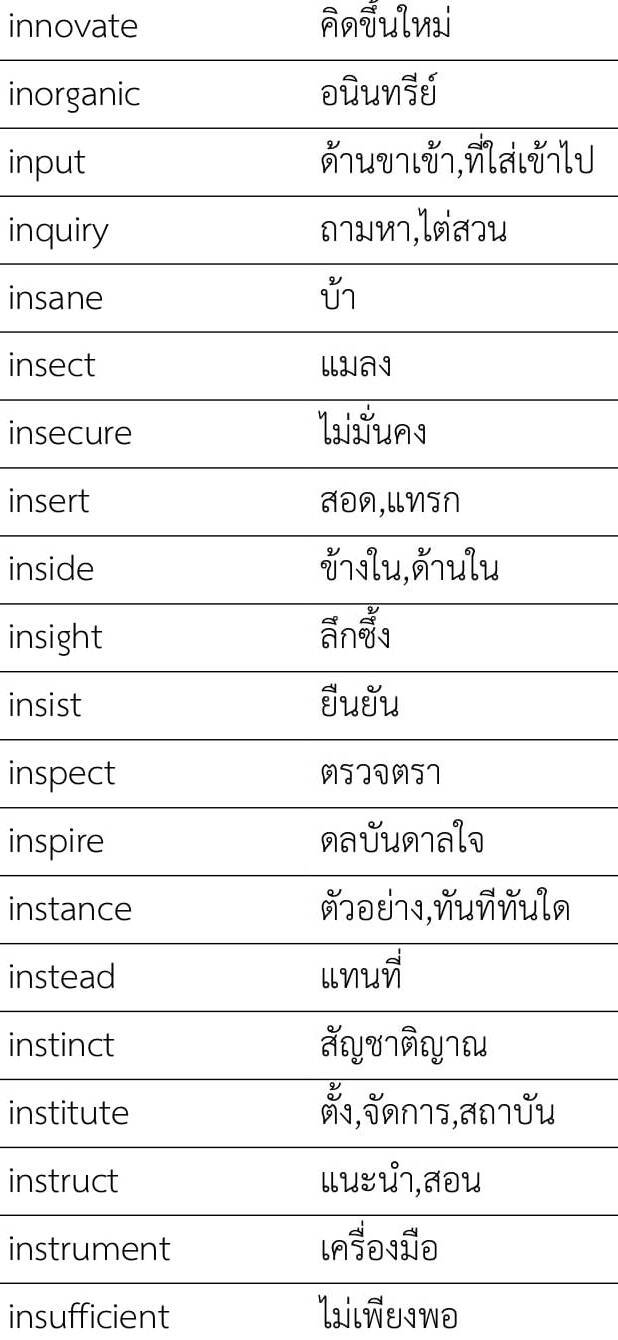 innovate คิดขึ้นใหม่
inorganic อนินทรีย์
input ด้านขาเข้า,ที่ใส่เข้าไป
inquiry ถามหา,ไต่สวน
insane บ้า
insect แมลง
insecure ไม่มั่นคง
insert สอด,แทรก
inside ข้างใน,ด้านใน
insight ลึกซึ้ง
insist ยืนยัน
inspect ตรวจตรา
inspire ดลบันดาลใจ
instance ตัวอย่าง,ทันทีทันใด
instead แทนที่
instinct สัญชาติญาณ
institute ตั้ง,จัดการ,สถาบัน
instruct แนะนำ,สอน
instrument เครื่องมือ
insufficient ไม่เพียงพอ